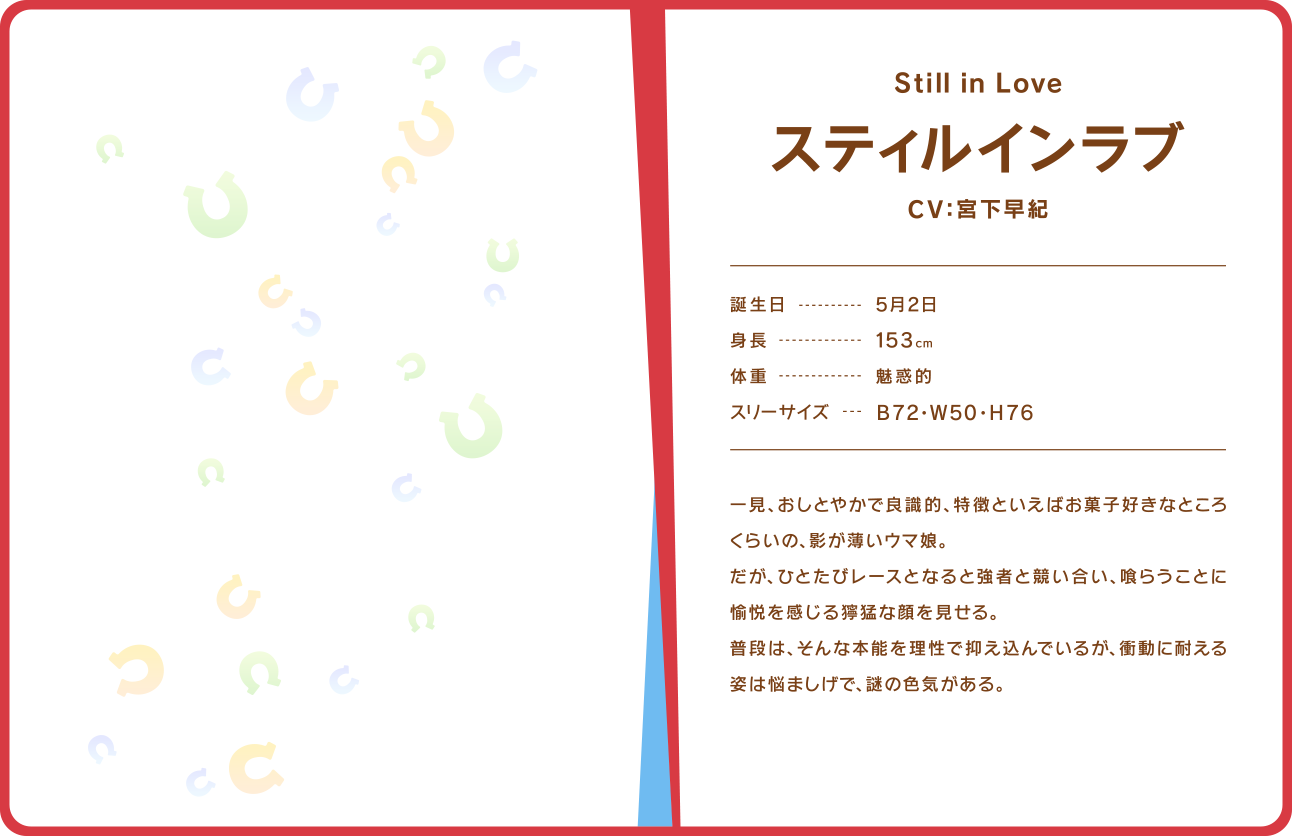 Still in Love
スティルインラブ
CV:宮下早紀
誕生日 ---------- 5月2日
身長 ------------- 153cm
体重 ------------- 魅惑的
スリーサイズ --- B72・W50・H76
一見、おしとやかで良識的、特徴といえばお菓子好きなところ
くらいの、影が薄いウマ娘。
だが、ひとたびレースとなると強者と競い合い、喰らうことに
愉悦を感じる獰猛な顔を見せる。
普段は、そんな本能を理性で抑え込んでいるが、衝動に耐える
姿は悩ましげで、謎の色気がある。